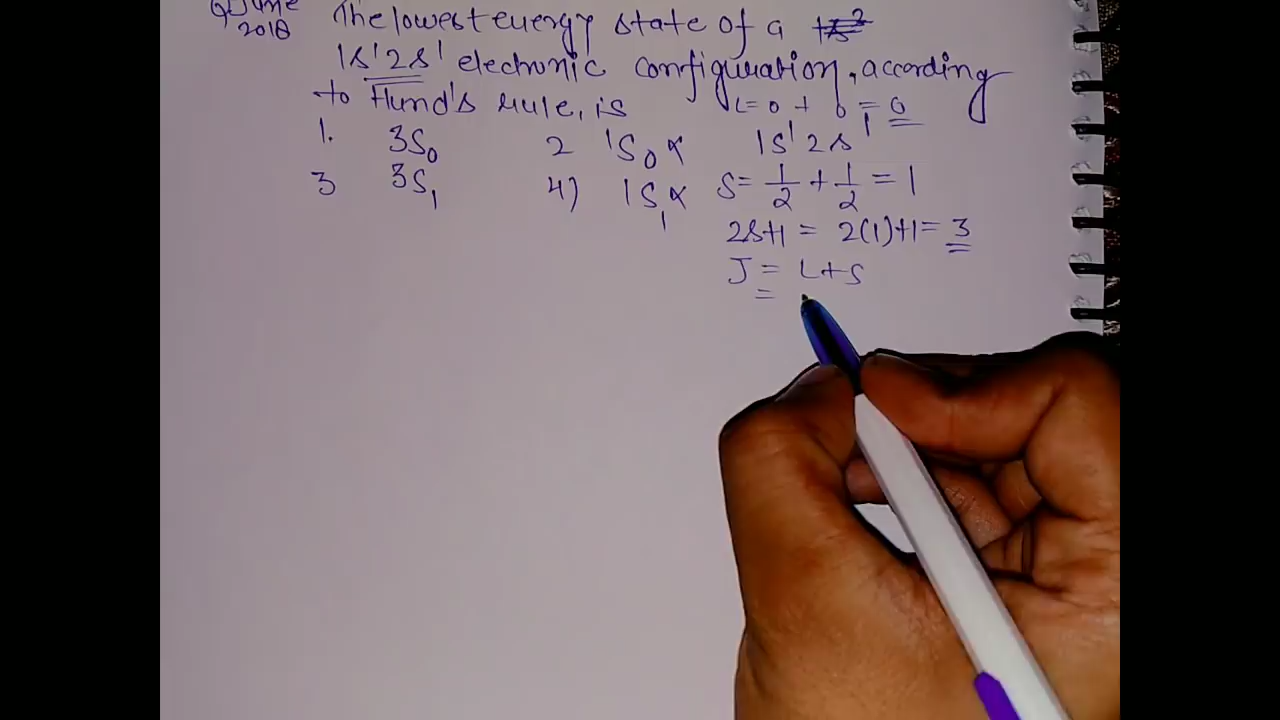 June
2018
The lowest energy state of a 1s²
1s¹2s¹ electronic configuration, according
to Hund's rule, is
L = 0 + 0 = 0
1. 3S₀ 2 ¹S₀ ×
1s¹ 2s¹
3 3S₁ 4) 1S₁ ×
S = 1/2 + 1/2 = 1
2S+1 = 2(1)+1 = 3
J = L+S
=